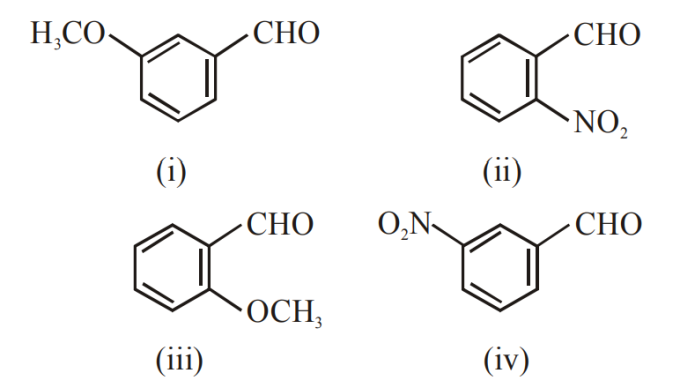 H₃CO CHO
CHO
NO₂
(i) (ii)
CHO
OCH₃
O₂N CHO
(iii) (iv)